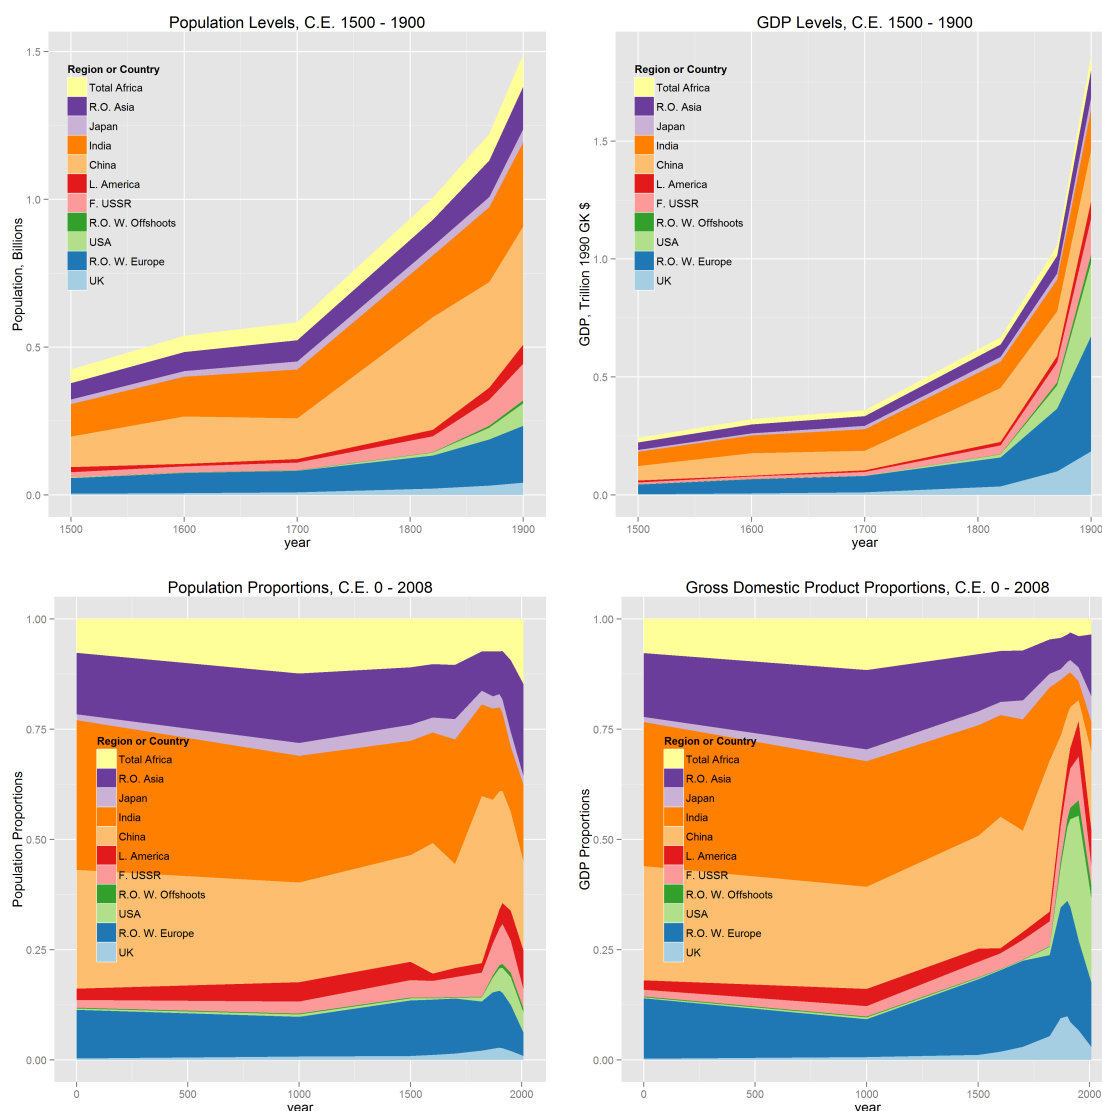 Population Levels, C.E. 1500 - 1900
1.5
1.0
0.5
0.0
Population, Billions
Region or Country
Total Africa
R.O. Asia
Japan
India
China
L. America
F. USSR
R.O. W. Offshoots
USA
R.O. W. Europe
UK
1500 1600 1700 1800 1900
year
GDP Levels, C.E. 1500 - 1900
1.5
1.0
0.5
0.0
GDP, Trillion 1990 GK $
Region or Country
Total Africa
R.O. Asia
Japan
India
China
L. America
F. USSR
R.O. W. Offshoots
USA
R.O. W. Europe
UK
1500 1600 1700 1800 1900
year
Population Proportions, C.E. 0 - 2008
1.00
0.75
0.50
0.25
0.00
Population Proportions
Region or Country
Total Africa
R.O. Asia
Japan
India
China
L. America
F. USSR
R.O. W. Offshoots
USA
R.O. W. Europe
UK
0 500 1000 1500 2000
year
Gross Domestic Product Proportions, C.E. 0 - 2008
1.00
0.75
0.50
0.25
0.00
GDP Proportions
Region or Country
Total Africa
R.O. Asia
Japan
India
China
L. America
F. USSR
R.O. W. Offshoots
USA
R.O. W. Europe
UK
0 500 1000 1500 2000
year